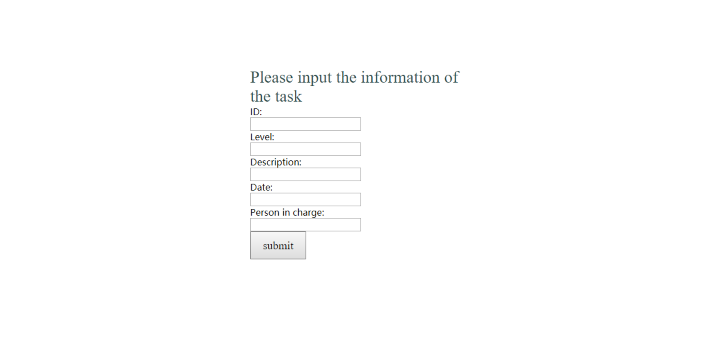 Please input the information of
the task
ID:
Level:
Description:
Date:
Person in charge:
submit